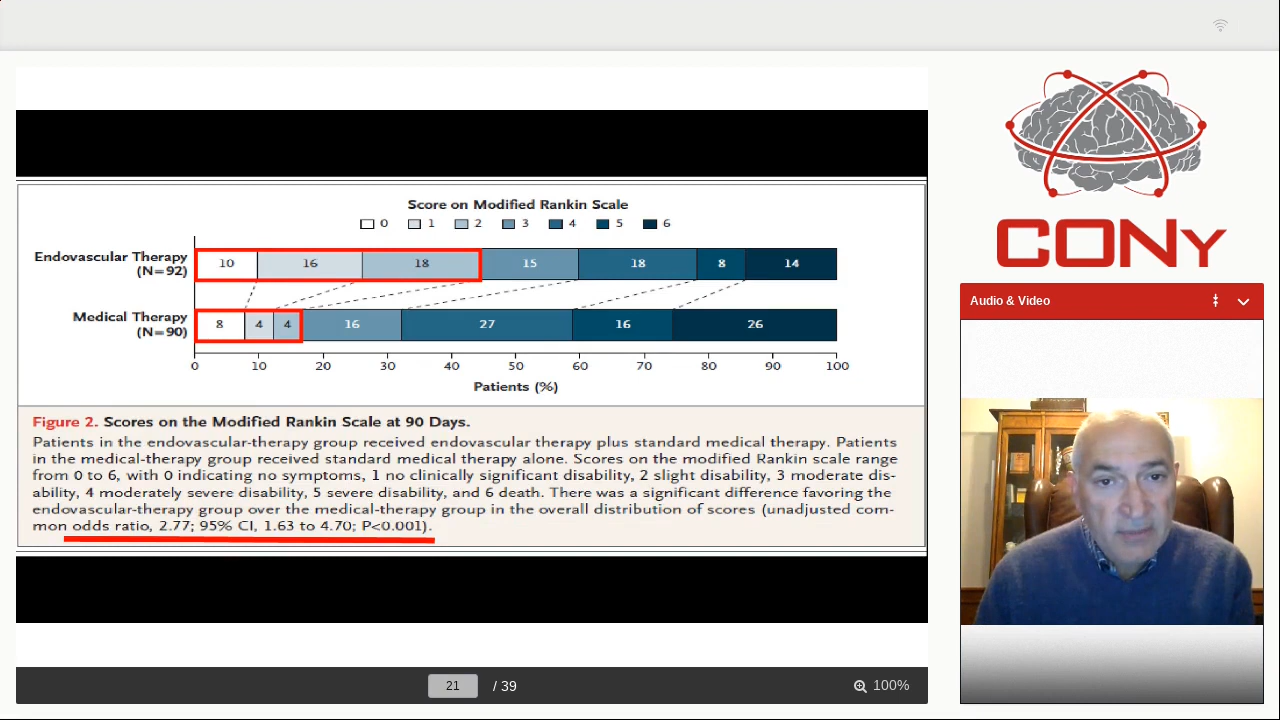 CONy
Audio & Video
Score on Modified Rankin Scale
0 1 2 3 4 5 6
Endovascular Therapy
(N=92)
10 16 18 15 18 8 14
Medical Therapy
(N=90)
8 4 4 16 27 16 26
0 10 20 30 40 50 60 70 80 90 100
Patients (%)
Figure 2. Scores on the Modified Rankin Scale at 90 Days.
Patients in the endovascular-therapy group received endovascular therapy plus standard medical therapy. Patients
in the medical-therapy group received standard medical therapy alone. Scores on the modified Rankin scale range
from 0 to 6, with 0 indicating no symptoms, 1 no clinically significant disability, 2 slight disability, 3 moderate dis-
ability, 4 moderately severe disability, 5 severe disability, and 6 death. There was a significant difference favoring the
endovascular-therapy group over the medical-therapy group in the overall distribution of scores (unadjusted com-
mon odds ratio, 2.77; 95% CI, 1.63 to 4.70; P<0.001).
21 / 39
100%